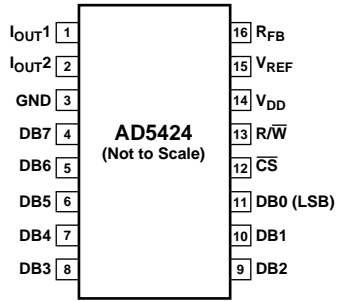 IOUT1 1
IOUT2 2
GND 3
DB7 4
DB6 5
DB5 6
DB4 7
DB3 8
AD5424
(Not to Scale)
16 RFB
15 VREF
14 VDD
13 R/W̅
12 C̅S̅
11 DB0 (LSB)
10 DB1
9 DB2